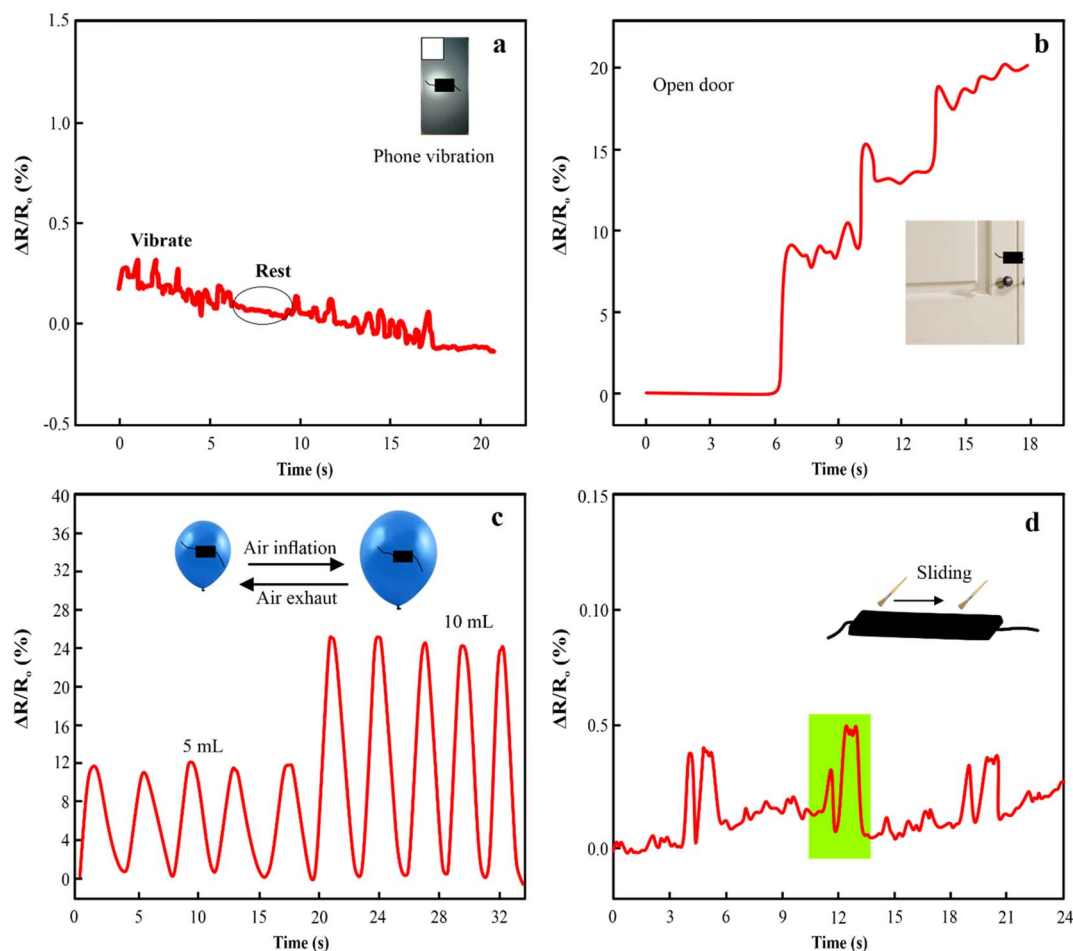 1.5
a
1.0
Phone vibration
0.5
Vibrate
Rest
0.0
-0.5
0 5 10 15 20
Time (s)
ΔR/Rₒ (%)
b
20
Open door
15
10
5
0
0 3 6 9 12 15 18
Time (s)
ΔR/Rₒ (%)
40
c
36
32
Air inflation
Air exhaut
28
10 mL
24
20
16
12
5 mL
8
4
0
0 5 10 15 20 24 28 32
Time (s)
ΔR/Rₒ (%)
0.15
d
Sliding
0.10
0.5
0.0
0 3 6 9 12 15 18 21 24
Time (s)
ΔR/Rₒ (%)